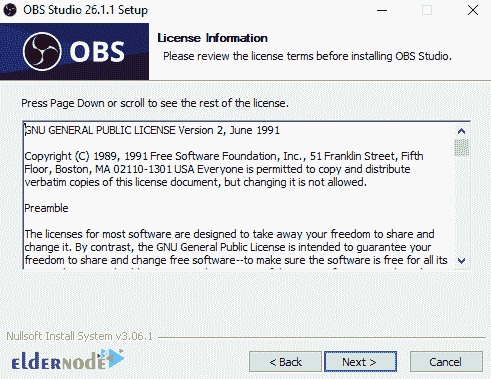 OBS Studio 26.1.1 Setup
OBS
License Information
Please review the license terms before installing OBS Studio.
Press Page Down or scroll to see the rest of the license.
GNU GENERAL PUBLIC LICENSE Version 2, June 1991
Copyright (C) 1989, 1991 Free Software Foundation, Inc., 51 Franklin Street, Fifth
Floor, Boston, MA 02110-1301 USA Everyone is permitted to copy and distribute
verbatim copies of this license document, but changing it is not allowed.
Preamble
The licenses for most software are designed to take away your freedom to share and
change it. By contrast, the GNU General Public License is intended to guarantee your
freedom to share and change free software--to make sure the software is free for all its
Nullsoft Install System v3.06.1
ELDERNODE
< Back
Next >
Cancel